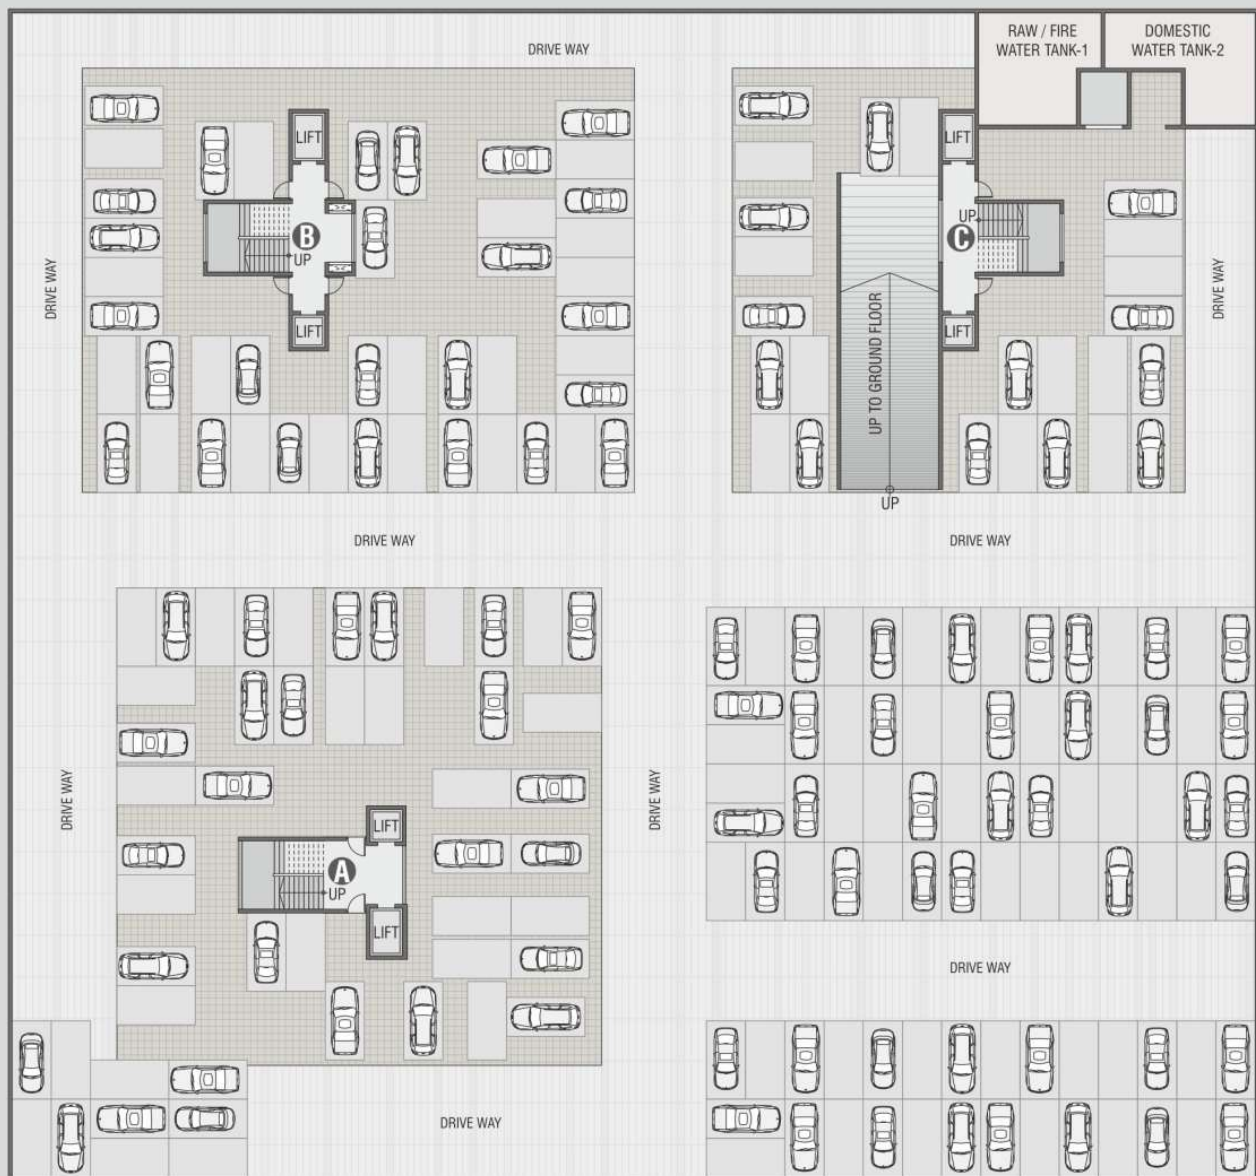 RAW / FIRE
WATER TANK-1
DOMESTIC
WATER TANK-2
DRIVE WAY
LIFT
LIFT
B
UP
LIFT
UP
C
LIFT
DRIVE WAY
DRIVE WAY
UP TO GROUND FLOOR
UP
DRIVE WAY
DRIVE WAY
DRIVE WAY
DRIVE WAY
LIFT
A
UP
LIFT
DRIVE WAY
DRIVE WAY